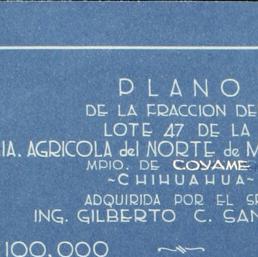 PLANO
DE LA FRACCION DE
LOTE 47 DE LA
IA. AGRICOLA del NORTE de M
MPIO. DE COYAME
~CHIHUAHUA~
ADQUIRIDA POR EL S
ING. GILBERTO C. SAN
100,000